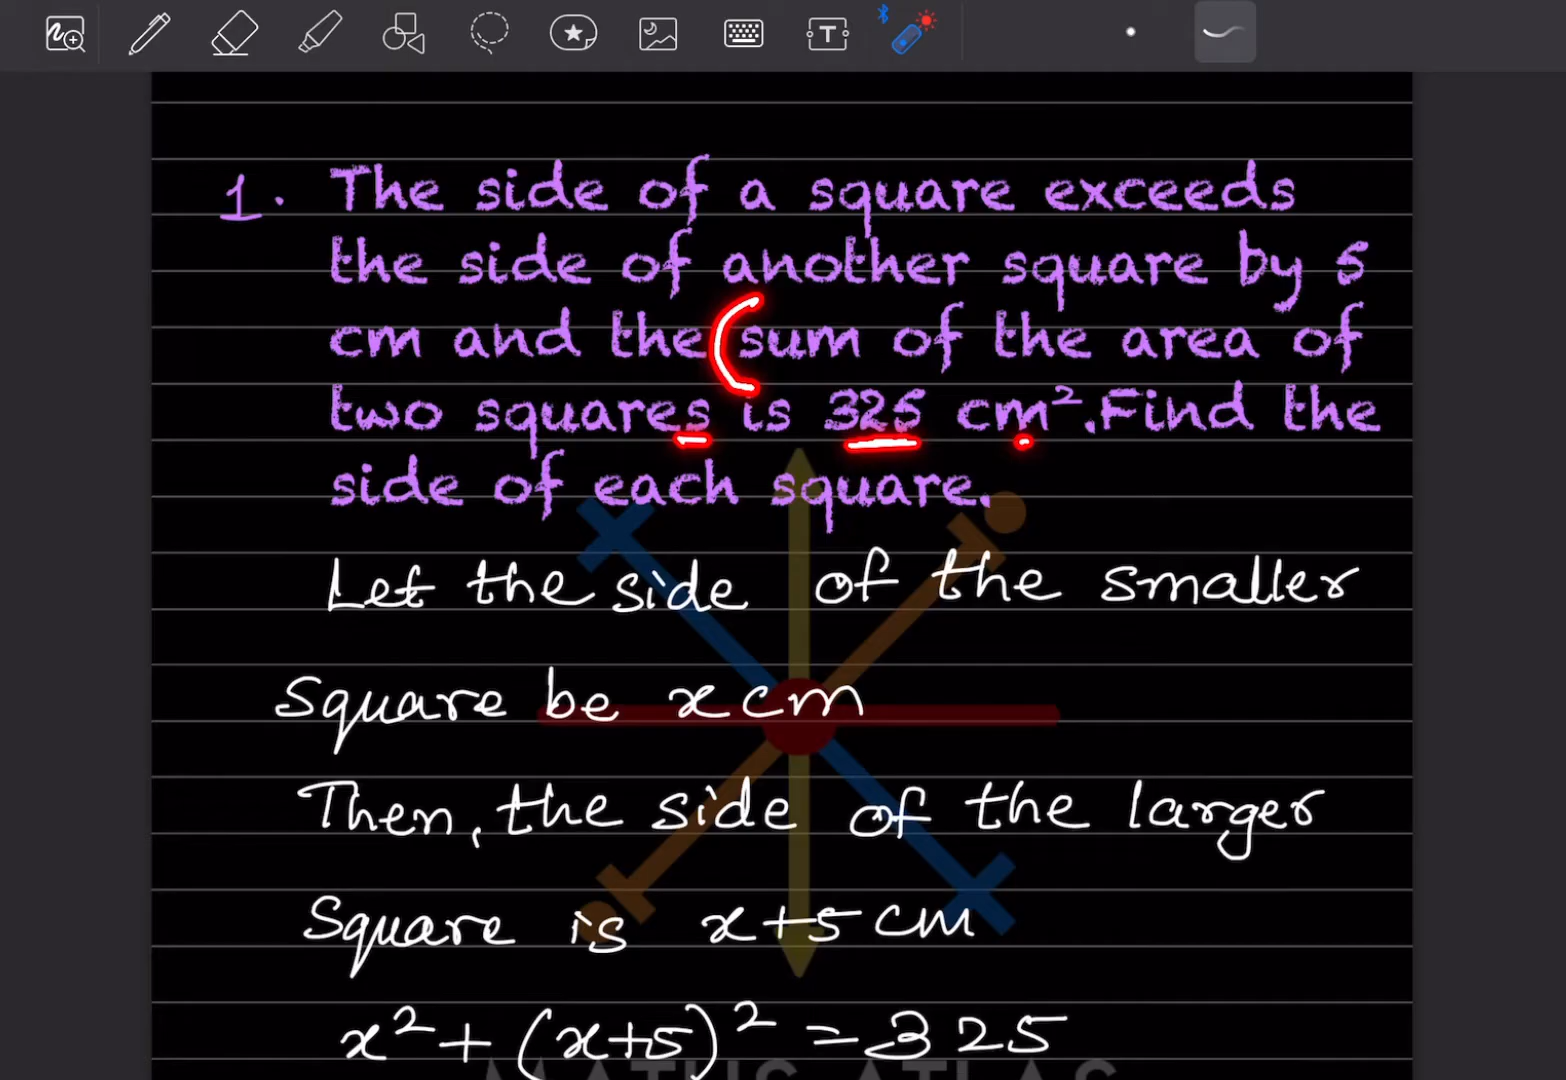 1. The side of a square exceeds
the side of another square by 5
cm and the (sum of the area of
two squares is 325 cm².Find the
side of each square.
Let the side of the smaller
Square be x cm
Then, the side of the larger
Square is x+5 cm
x² + (x+5)² = 325
MATHS ATLAS